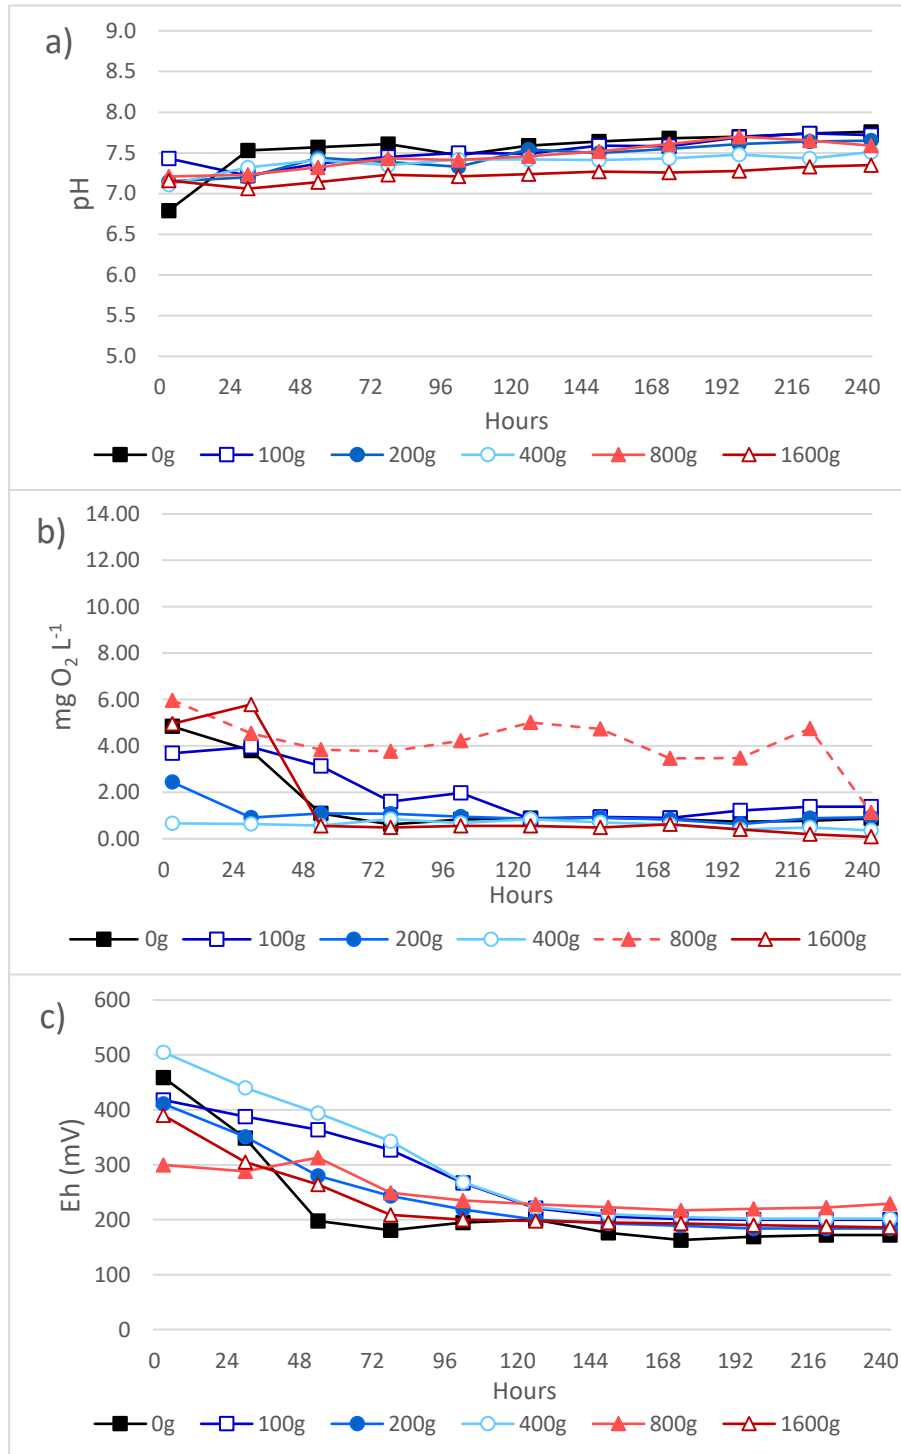 a)
9.0
8.5
8.0
7.5
7.0
6.5
6.0
5.5
5.0
pH
0 24 48 72 96 120 144 168 192 216 240
Hours
0g 100g 200g 400g 800g 1600g
b)
14.00
12.00
10.00
8.00
6.00
4.00
2.00
0.00
mg O₂ L⁻¹
0 24 48 72 96 120 144 168 192 216 240
Hours
0g 100g 200g 400g 800g 1600g
c)
600
500
400
300
200
100
0
Eh (mV)
0 24 48 72 96 120 144 168 192 216 240
Hours
0g 100g 200g 400g 800g 1600g